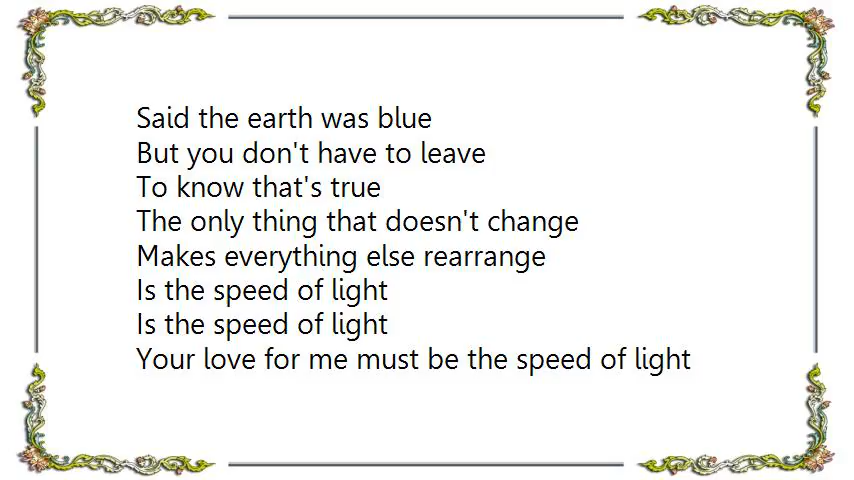 Said the earth was blue
But you don't have to leave
To know that's true
The only thing that doesn't change
Makes everything else rearrange
Is the speed of light
Is the speed of light
Your love for me must be the speed of light